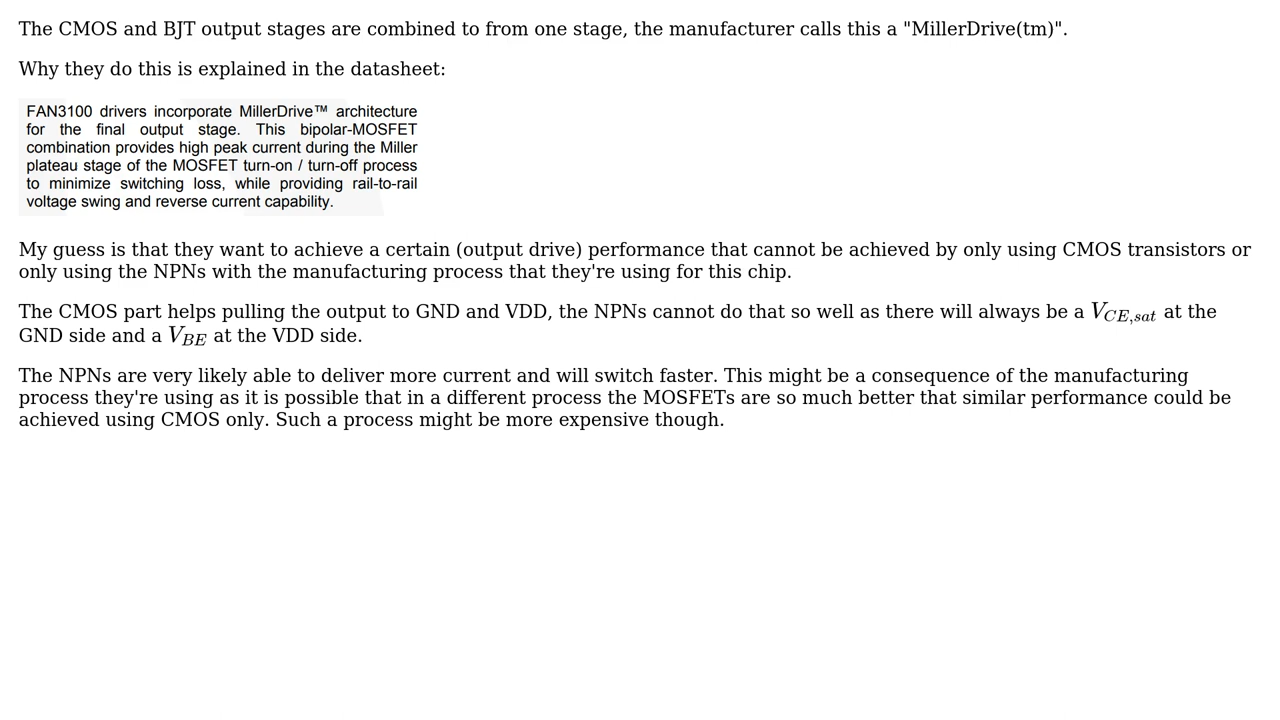 The CMOS and BJT output stages are combined to from one stage, the manufacturer calls this a "MillerDrive(tm)".
Why they do this is explained in the datasheet:
FAN3100 drivers incorporate MillerDrive™ architecture
for the final output stage. This bipolar-MOSFET
combination provides high peak current during the Miller
plateau stage of the MOSFET turn-on / turn-off process
to minimize switching loss, while providing rail-to-rail
voltage swing and reverse current capability.
My guess is that they want to achieve a certain (output drive) performance that cannot be achieved by only using CMOS transistors or
only using the NPNs with the manufacturing process that they're using for this chip.
The CMOS part helps pulling the output to GND and VDD, the NPNs cannot do that so well as there will always be a $V_{CE,sat}$ at the
GND side and a $V_{BE}$ at the VDD side.
The NPNs are very likely able to deliver more current and will switch faster. This might be a consequence of the manufacturing
process they're using as it is possible that in a different process the MOSFETs are so much better that similar performance could be
achieved using CMOS only. Such a process might be more expensive though.